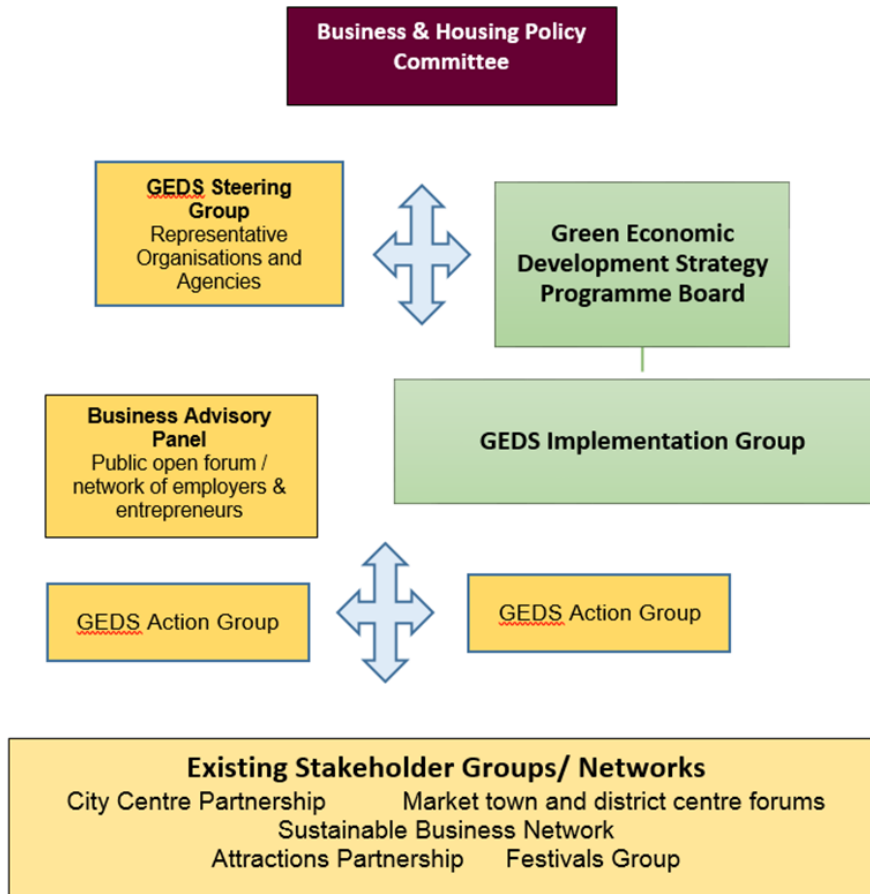 Business & Housing Policy
Committee
GEDS Steering
Group
Representative
Organisations and
Agencies
Green Economic
Development Strategy
Programme Board
Business Advisory
Panel
Public open forum /
network of employers &
entrepreneurs
GEDS Implementation Group
GEDS Action Group
GEDS Action Group
Existing Stakeholder Groups/ Networks
City Centre Partnership Market town and district centre forums
Sustainable Business Network
Attractions Partnership Festivals Group